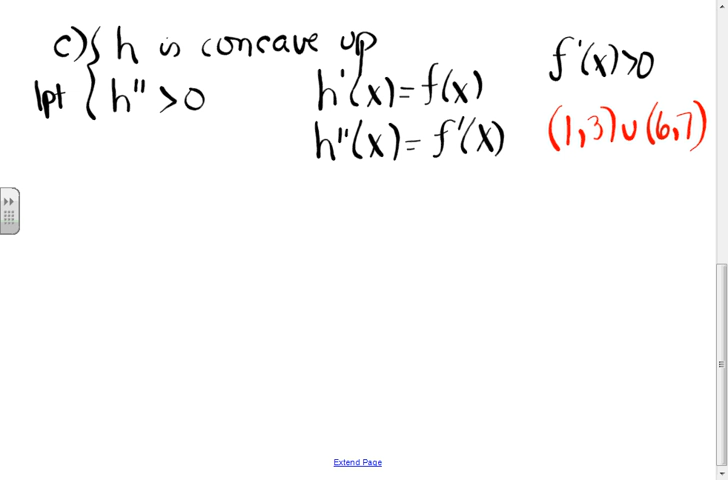 c) { h is concave up
1pt { h'' > 0
h'(x) = f(x)
h''(x) = f'(x)
f'(x) > 0
(1,3) ∪ (6,7)
Extend Page